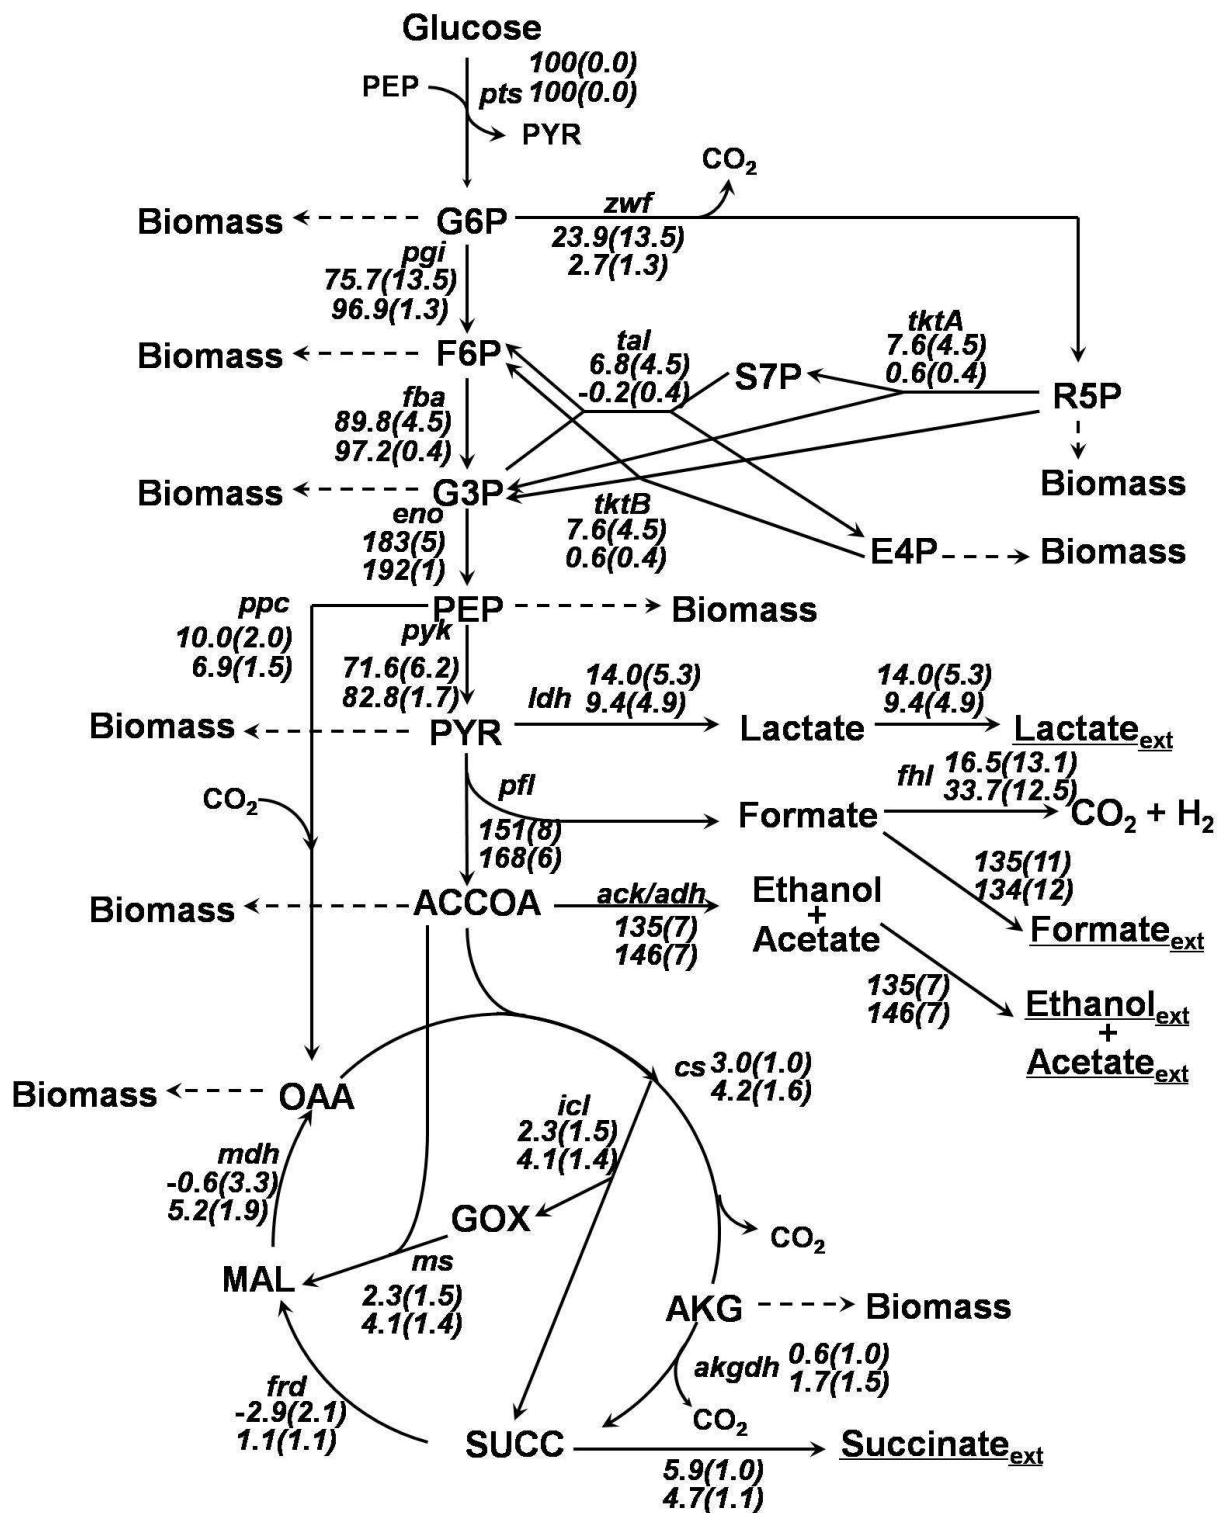 Glucose
100(0.0)
PEP pts 100(0.0)
PYR
CO2
Biomass G6P zwf
23.9(13.5)
2.7(1.3)
pgi
75.7(13.5)
96.9(1.3)
Biomass F6P
tal
6.8(4.5)
-0.2(0.4)
S7P
tktA
7.6(4.5)
0.6(0.4)
R5P
Biomass
fba
89.8(4.5)
97.2(0.4)
Biomass G3P
eno
183(5)
192(1)
tktB
7.6(4.5)
0.6(0.4)
E4P Biomass
ppc
10.0(2.0)
6.9(1.5)
PEP Biomass
pyk
71.6(6.2)
82.8(1.7)
Biomass PYR
ldh
14.0(5.3)
9.4(4.9)
Lactate
14.0(5.3)
9.4(4.9)
Lactate ext
CO2
pfl
151(8)
168(6)
Formate
fhl
16.5(13.1)
33.7(12.5)
CO2 + H2
135(11)
134(12)
Formate ext
Biomass ACCOA
ack/adh
135(7)
146(7)
Ethanol
+
Acetate
135(7)
146(7)
Ethanol ext
+
Acetate ext
Biomass OAA
cs 3.0(1.0)
4.2(1.6)
icl
2.3(1.5)
4.1(1.4)
mdh
-0.6(3.3)
5.2(1.9)
GOX
CO2
MAL
ms
2.3(1.5)
4.1(1.4)
AKG Biomass
akgdh 0.6(1.0)
1.7(1.5)
CO2
frd
-2.9(2.1)
1.1(1.1)
SUCC Succinate ext
5.9(1.0)
4.7(1.1)